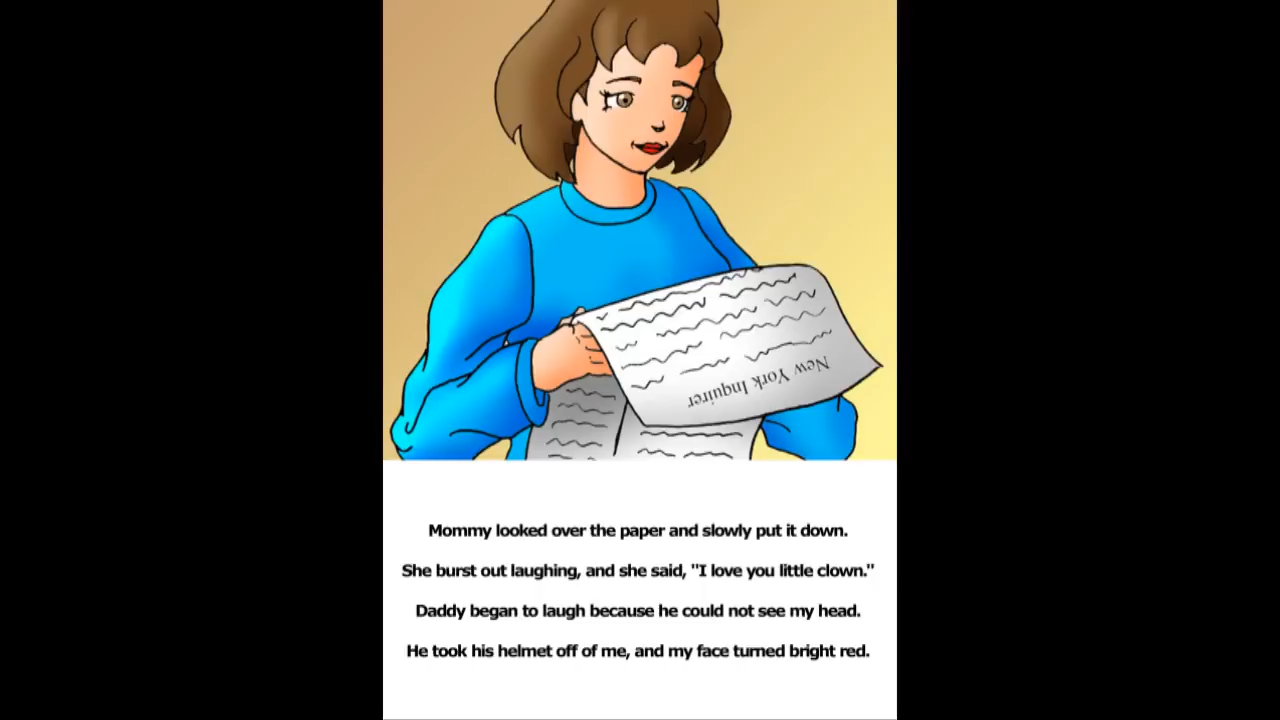 New York Inquirer
Mommy looked over the paper and slowly put it down.
She burst out laughing, and she said, "I love you little clown."
Daddy began to laugh because he could not see my head.
He took his helmet off of me, and my face turned bright red.